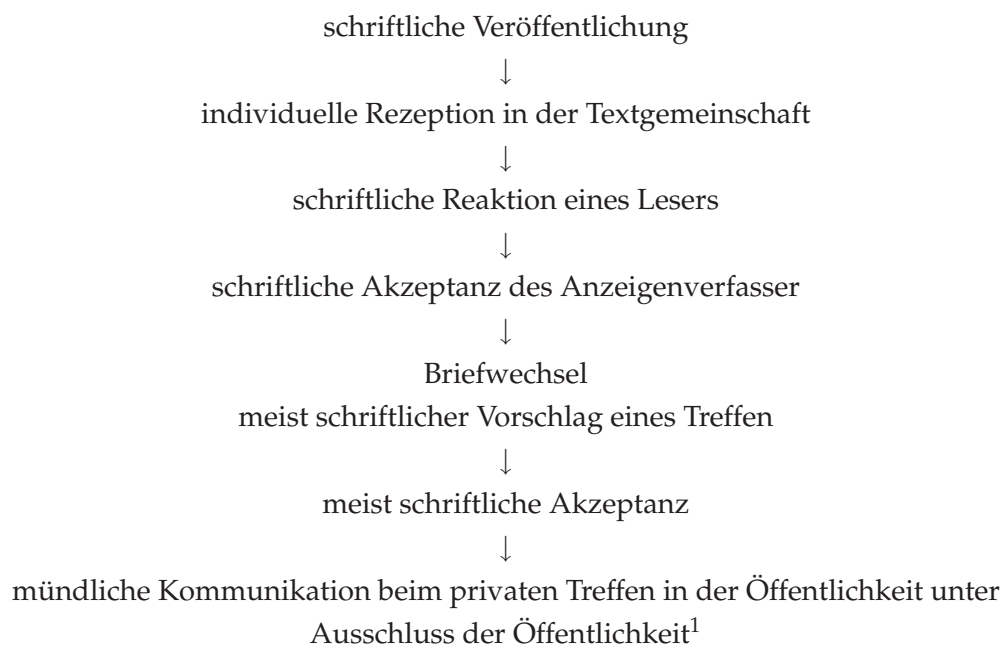 schriftliche Veröffentlichung
↓
individuelle Rezeption in der Textgemeinschaft
↓
schriftliche Reaktion eines Lesers
↓
schriftliche Akzeptanz des Anzeigenverfasser
↓
Briefwechsel
meist schriftlicher Vorschlag eines Treffen
↓
meist schriftliche Akzeptanz
↓
mündliche Kommunikation beim privaten Treffen in der Öffentlichkeit unter
Ausschluss der Öffentlichkeit¹